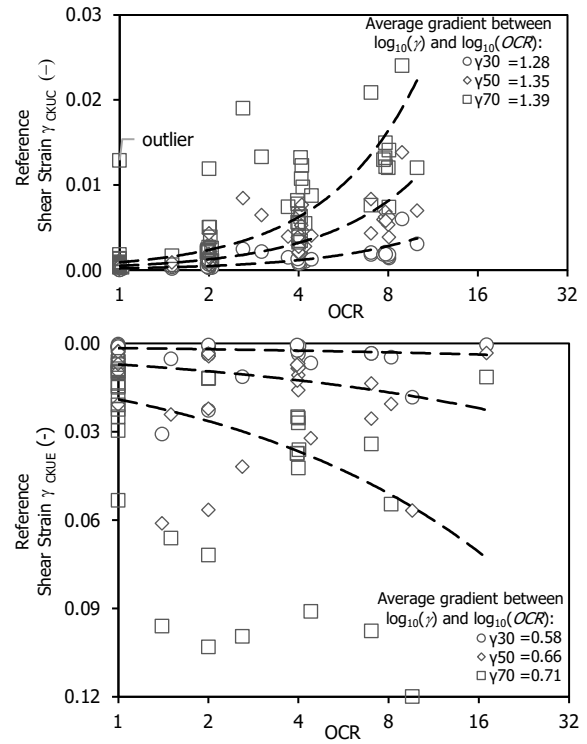 Average gradient between
log₁₀(γ) and log₁₀(OCR):
γ30 =1.28
γ50 =1.35
γ70 =1.39
outlier
Reference
Shear Strain γ CKUC (−)
0.03
0.02
0.01
0.00
1 2 4 8 16 32
OCR
Reference
Shear Strain γ CKUE (-)
0.00
0.03
0.06
0.09
0.12
Average gradient between
log₁₀(γ) and log₁₀(OCR):
γ30 =0.58
γ50 =0.66
γ70 =0.71
1 2 4 8 16 32
OCR